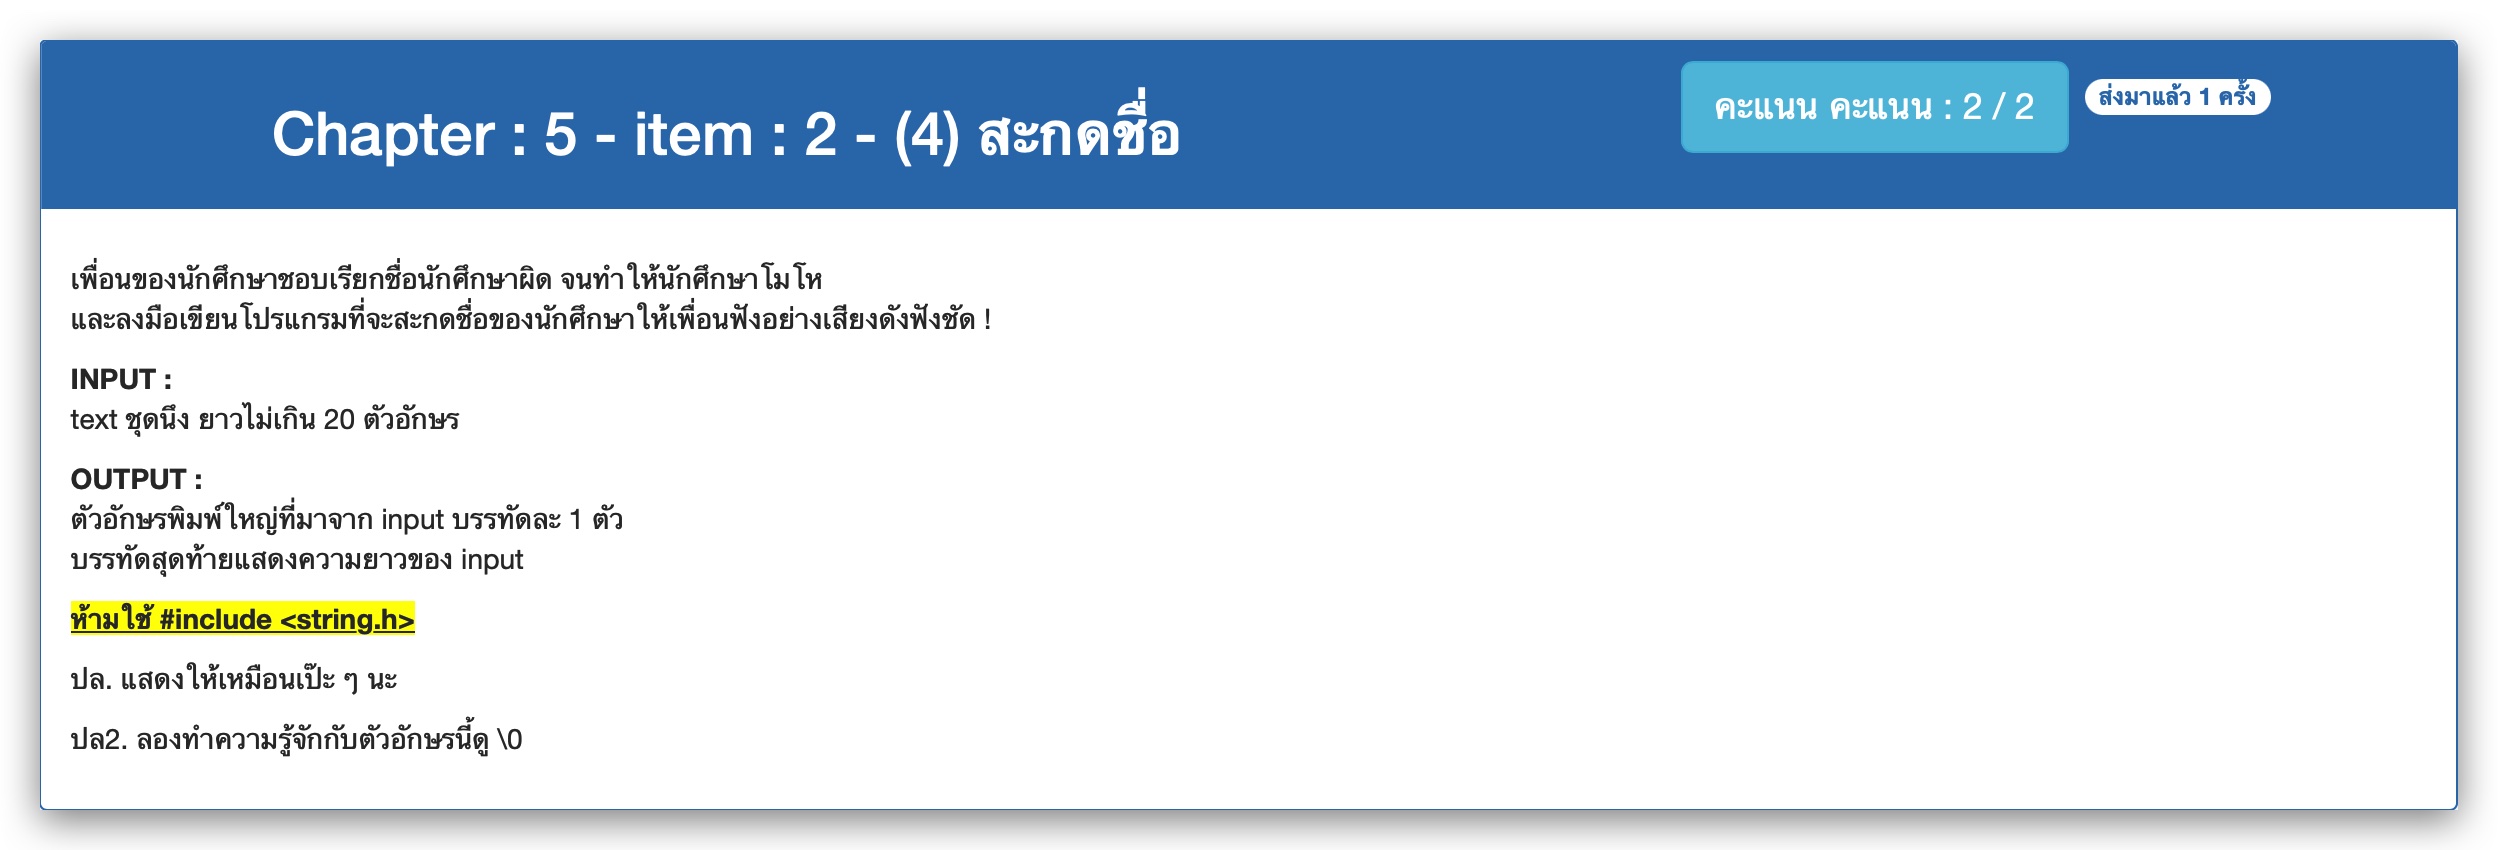 Chapter : 5 - item : 2 - (4) สะกดชื่อ
คะแนน คะแนน : 2 / 2
ส่งมาแล้ว 1 ครั้ง
เพื่อนของนักศึกษาชอบเรียกชื่อนักศึกษาผิด จนทำให้นักศึกษาโมโห
และลงมือเขียนโปรแกรมที่จะสะกดชื่อของนักศึกษาให้เพื่อนฟังอย่างเสียงดังฟังชัด !
INPUT :
text ชุดนึง ยาวไม่เกิน 20 ตัวอักษร
OUTPUT :
ตัวอักษรพิมพ์ใหญ่ที่มาจาก input บรรทัดละ 1 ตัว
บรรทัดสุดท้ายแสดงความยาวของ input
ห้ามใช้ #include <string.h>
ปล. แสดงให้เหมือนเป๊ะ ๆ นะ
ปล2. ลองทำความรู้จักกับตัวอักษรนี้ดู \0